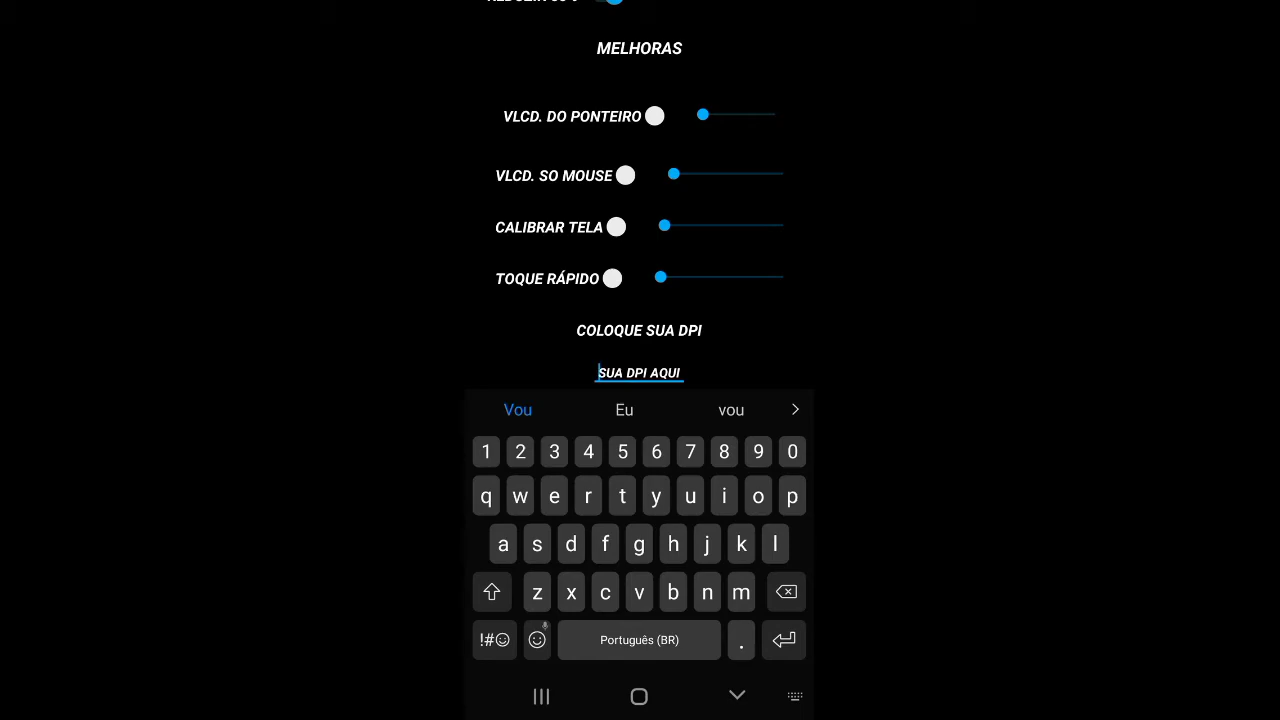 MELHORAS
VLCD. DO PONTEIRO
VLCD. SO MOUSE
CALIBRAR TELA
TOQUE RÁPIDO
COLOQUE SUA DPI
SUA DPI AQUI
Vou Eu vou
1 2 3 4 5 6 7 8 9 0
q w e r t y u i o p
a s d f g h j k l
z x c v b n m
!#☺ Português (BR) .